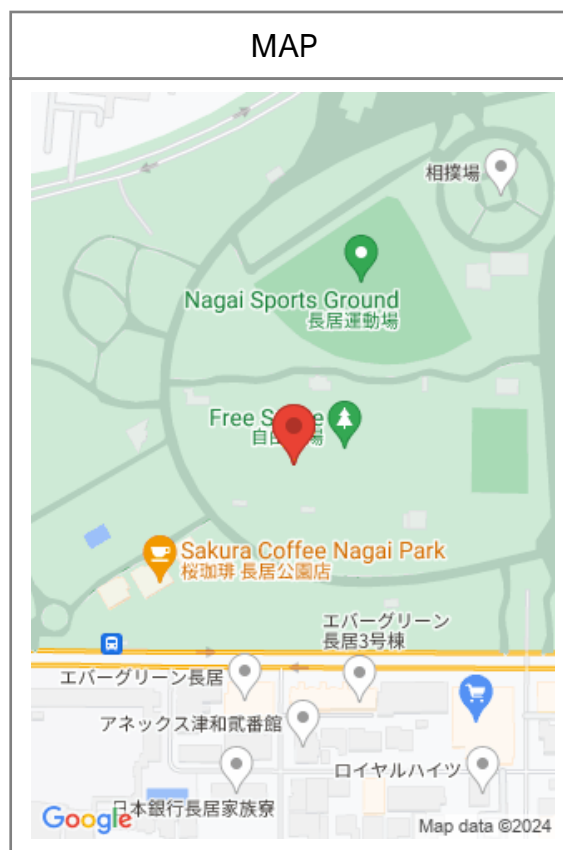 MAP
相撲場
Nagai Sports Ground
長居運動場
Free
自 場
Sakura Coffee Nagai Park
桜珈琲 長居公園店
エバーグリーン
長居3号棟
エバーグリーン長居
アネックス津和貮番館
ロイヤルハイツ
日本銀行長居家族寮
Google
Map data ©2024